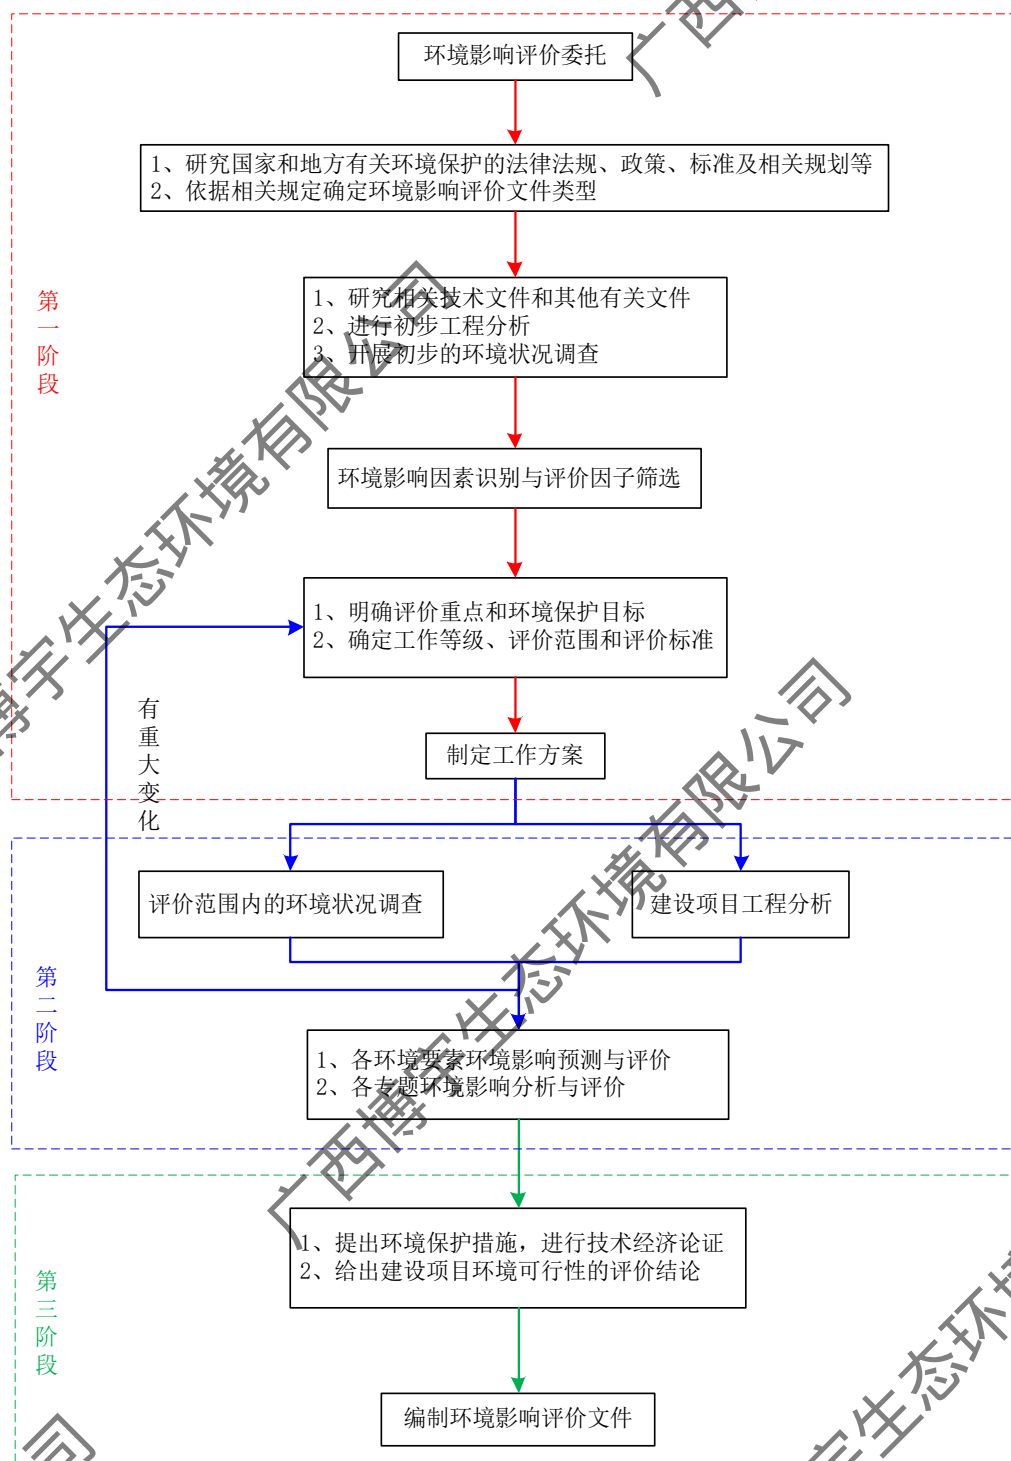 环境影响评价委托
1、研究国家和地方有关环境保护的法律法规、政策、标准及相关规划等
2、依据相关规定确定环境影响评价文件类型
第一阶段
1、研究相关技术文件和其他有关文件
2、进行初步工程分析
3、开展初步的环境状况调查
环境影响因素识别与评价因子筛选
1、明确评价重点和环境保护目标
2、确定工作等级、评价范围和评价标准
有重大变化
制定工作方案
评价范围内的环境状况调查
建设项目工程分析
第二阶段
1、各环境要素环境影响预测与评价
2、各专题环境影响分析与评价
第三阶段
1、提出环境保护措施，进行技术经济论证
2、给出建设项目环境可行性的评价结论
编制环境影响评价文件
广西
博宇生态环境有限公司
广西博宇生态环境有限公司
宇生态环境
司